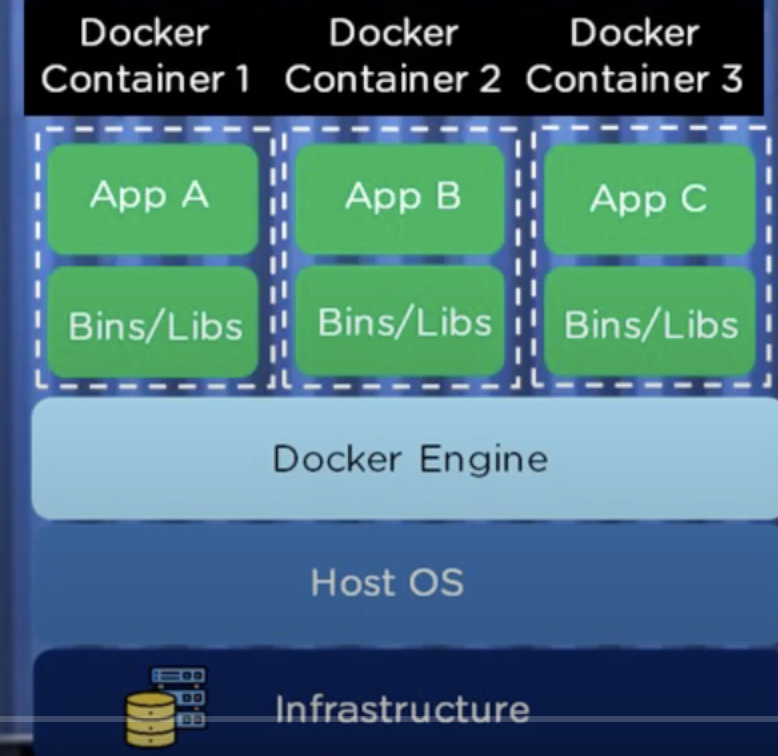 Docker Container 1
Docker Container 2
Docker Container 3
App A
App B
App C
Bins/Libs
Bins/Libs
Bins/Libs
Docker Engine
Host OS
Infrastructure